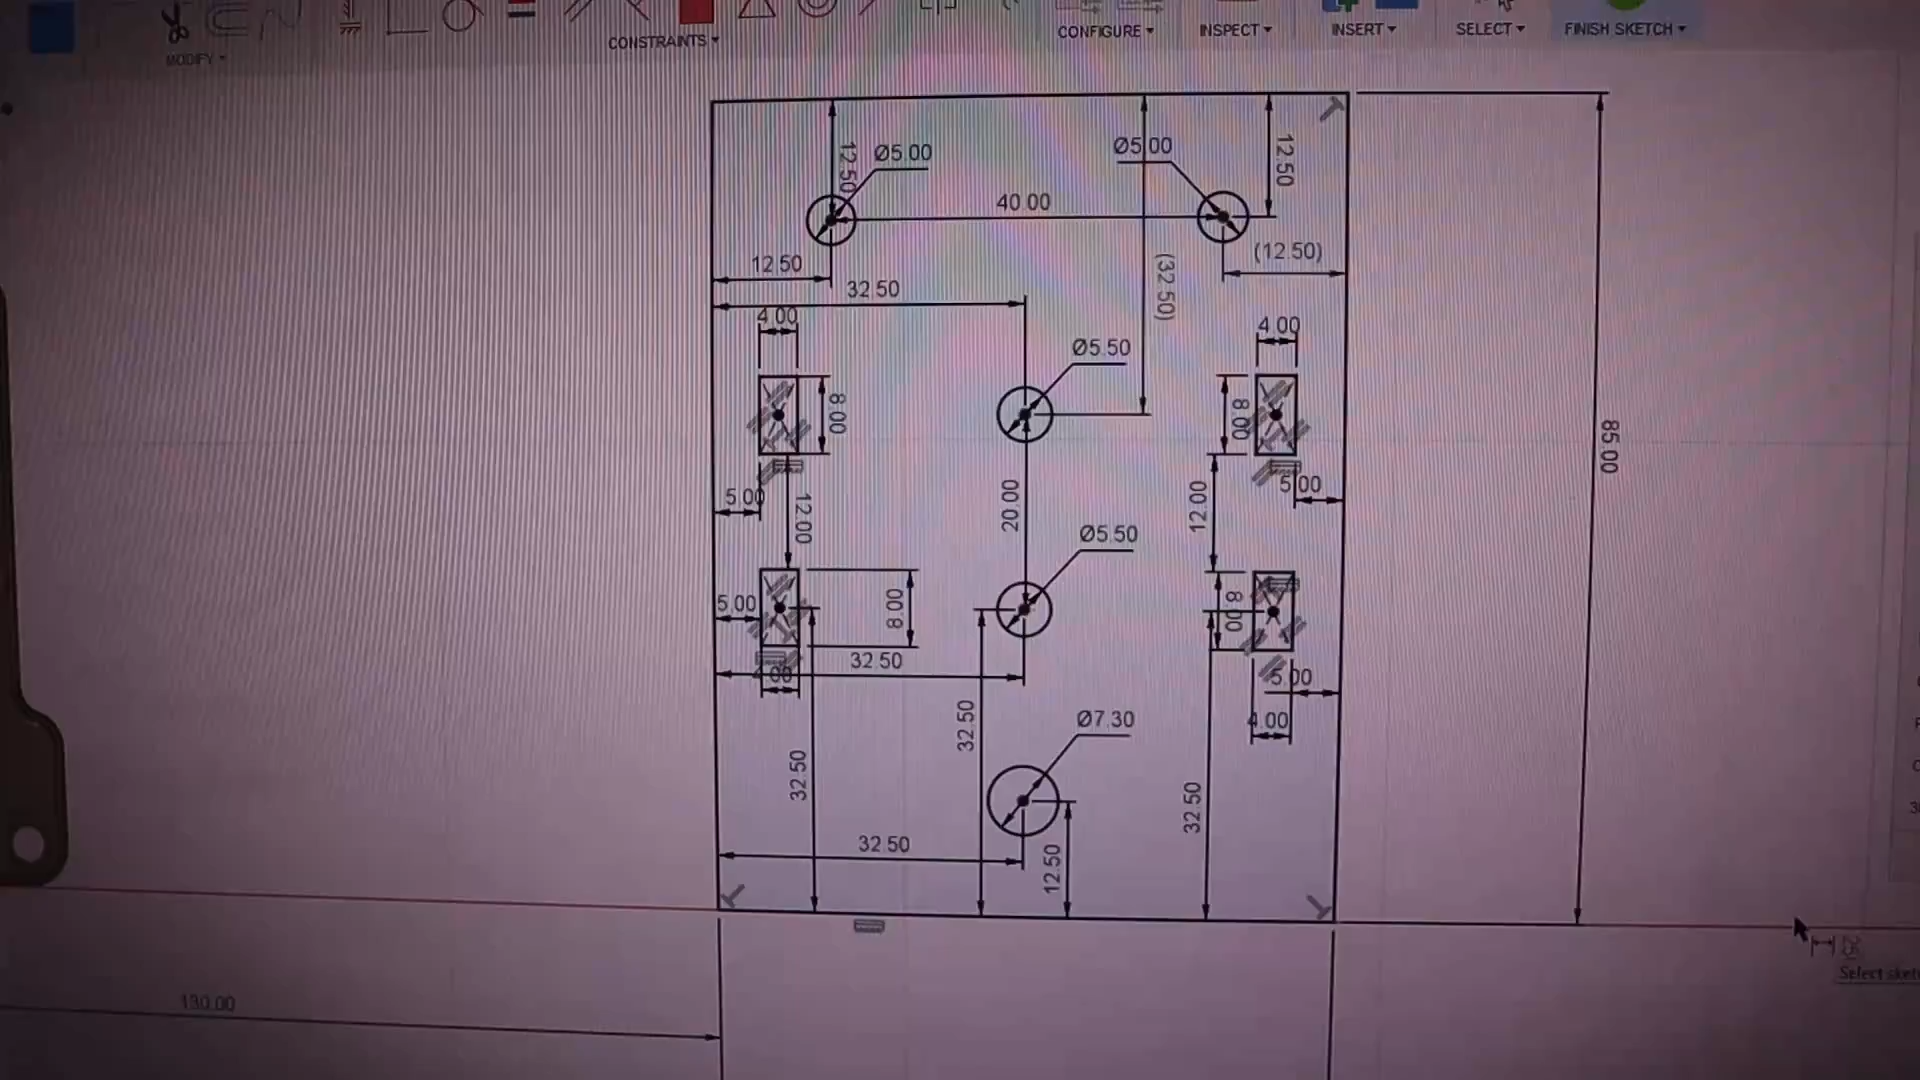 MODIFY
CONSTRAINTS
CONFIGURE
INSPECT
INSERT
SELECT
FINISH SKETCH
12.50
Ø5.00
Ø5.00
12.50
40.00
12.50
(12.50)
32.50
(32.50)
4.00
4.00
Ø5.50
8.00
8.00
85.00
5.00
12.00
20.00
12.00
5.00
Ø5.50
5.00
8.00
8.00
32.50
4.00
5.00
32.50
32.50
Ø7.30
4.00
32.50
32.50
12.50
130.00
Select